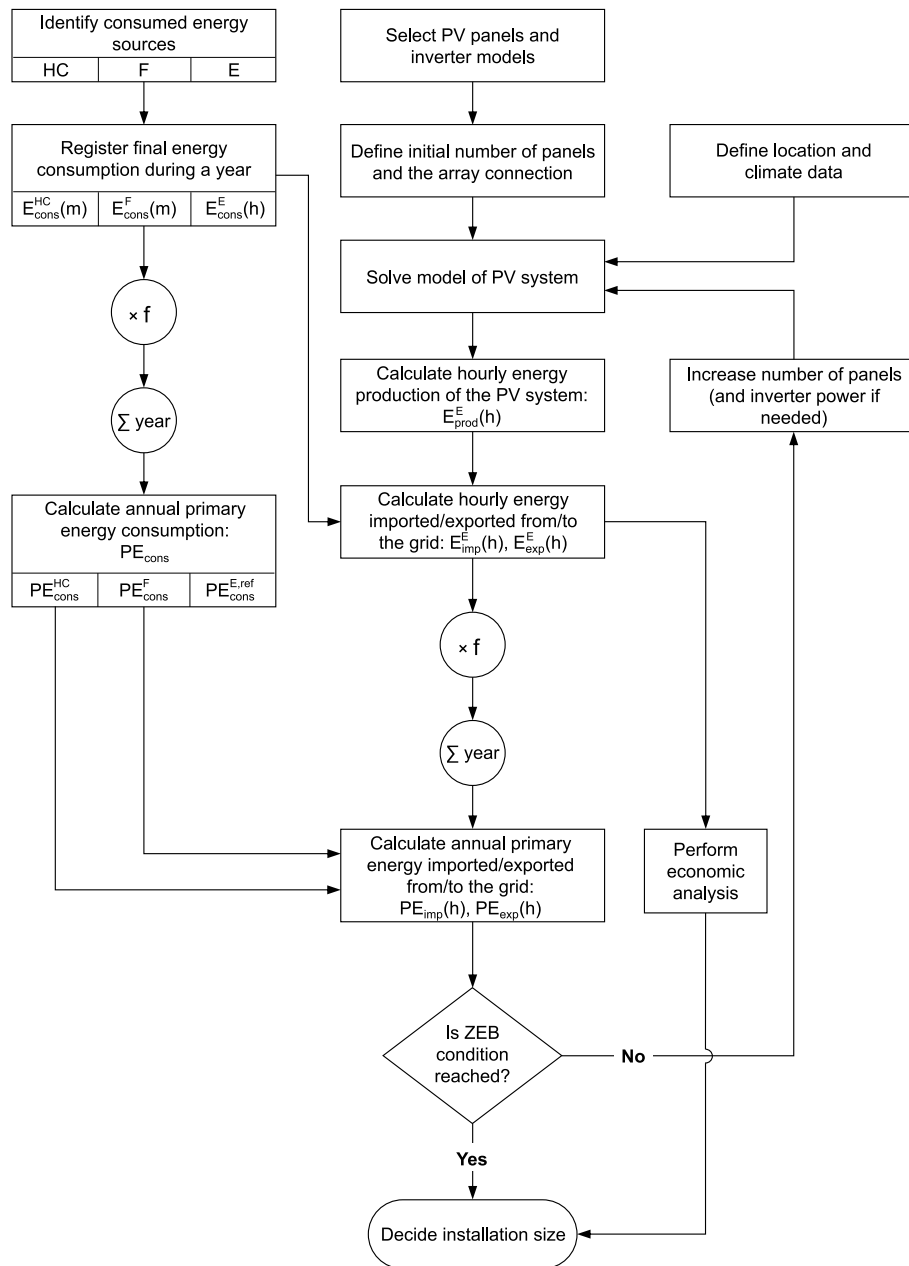 Identify consumed energy
sources
HC
F
E
Register final energy
consumption during a year
E^HC_cons(m)
E^F_cons(m)
E^E_cons(h)
× f
∑ year
Calculate annual primary
energy consumption:
PE_cons
PE^HC_cons
PE^F_cons
PE^E,ref_cons
Select PV panels and
inverter models
Define initial number of panels
and the array connection
Solve model of PV system
Calculate hourly energy
production of the PV system:
E^E_prod(h)
Calculate hourly energy
imported/exported from/to
the grid: E^E_imp(h), E^E_exp(h)
× f
∑ year
Calculate annual primary
energy imported/exported
from/to the grid:
PE_imp(h), PE_exp(h)
Is ZEB
condition
reached?
No
Yes
Decide installation size
Define location and
climate data
Increase number of panels
(and inverter power if
needed)
Perform
economic
analysis